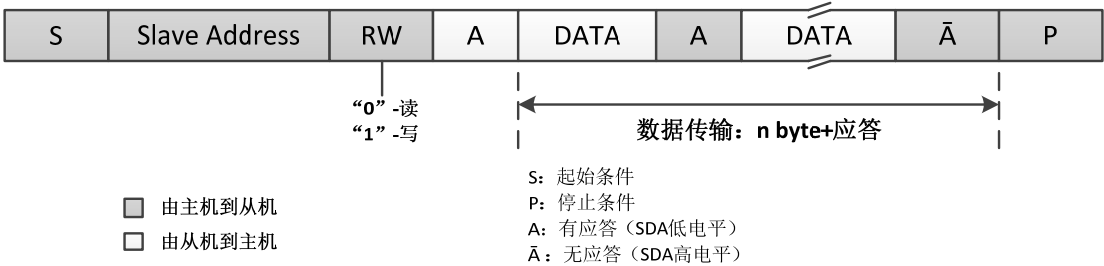 S Slave Address RW A DATA A DATA Ā P
“0”-读
“1”-写
数据传输：n byte+应答
S：起始条件
P：停止条件
A：有应答（SDA低电平）
Ā：无应答（SDA高电平）
由主机到从机
由从机到主机